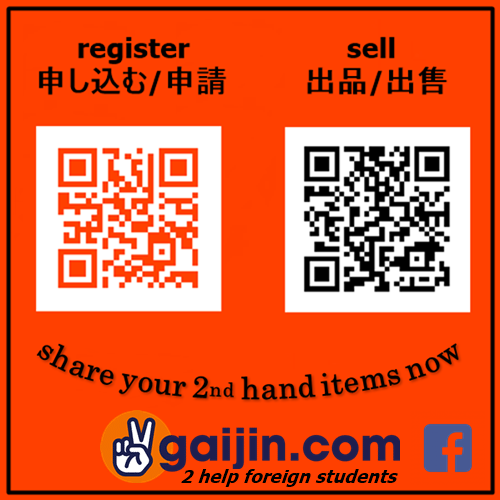 register
申し込む/申請
sell
出品/出售
share your 2nd hand items now
gaijin.com
2 help foreign students
f